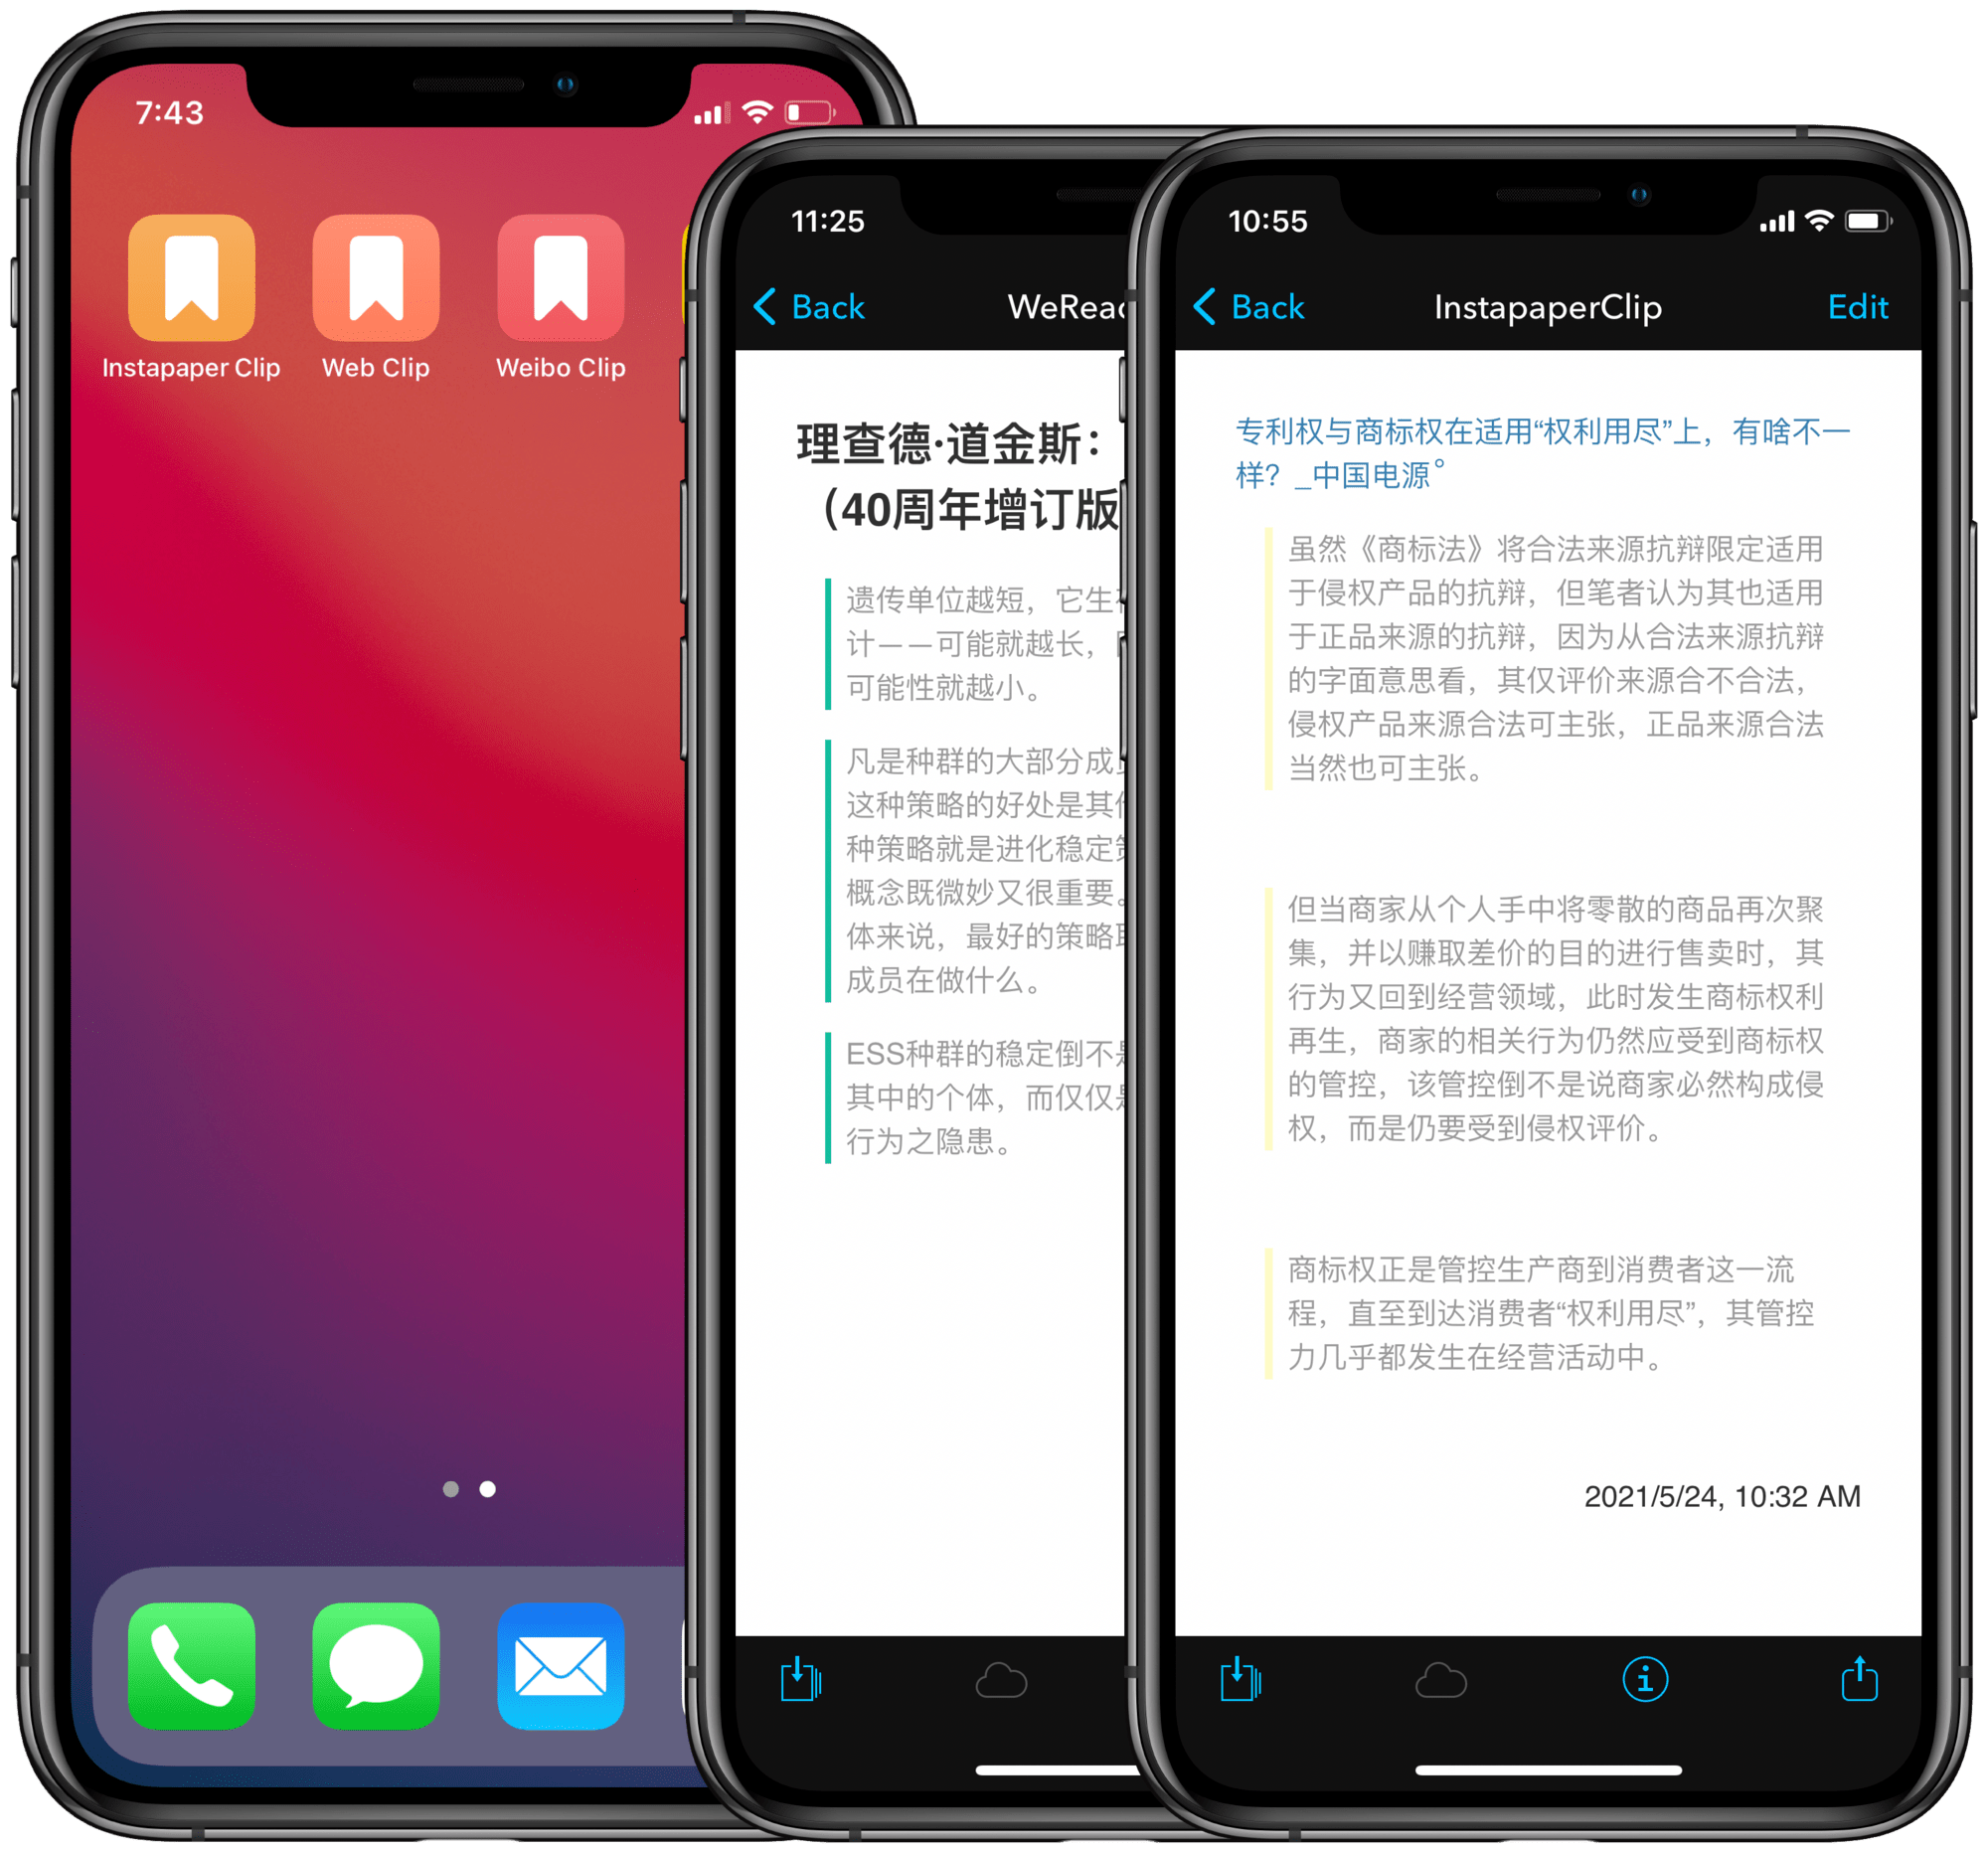 7:43
Instapaper Clip
Web Clip
Weibo Clip
11:25
Back
WeRead
理查德·道金斯：
（40周年增订版
遗传单位越短，它生
计——可能就越长，
可能性就越小。
凡是种群的大部分成
这种策略的好处是其
种策略就是进化稳定
概念既微妙又很重要。
体来说，最好的策略
成员在做什么。
ESS种群的稳定倒不
其中的个体，而仅仅
行为之隐患。
10:55
Back
InstapaperClip
Edit
专利权与商标权在适用“权利用尽”上，有啥不一
样？_中国电源°
虽然《商标法》将合法来源抗辩限定适用
于侵权产品的抗辩，但笔者认为其也适用
于正品来源的抗辩，因为从合法来源抗辩
的字面意思看，其仅评价来源合不合法，
侵权产品来源合法可主张，正品来源合法
当然也可主张。
但当商家从个人手中将零散的商品再次聚
集，并以赚取差价的目的进行售卖时，其
行为又回到经营领域，此时发生商标权利
再生，商家的相关行为仍然应受到商标权
的管控，该管控倒不是说商家必然构成侵
权，而是仍要受到侵权评价。
商标权正是管控生产商到消费者这一流
程，直至到达消费者“权利用尽”，其管控
力几乎都发生在经营活动中。
2021/5/24, 10:32 AM